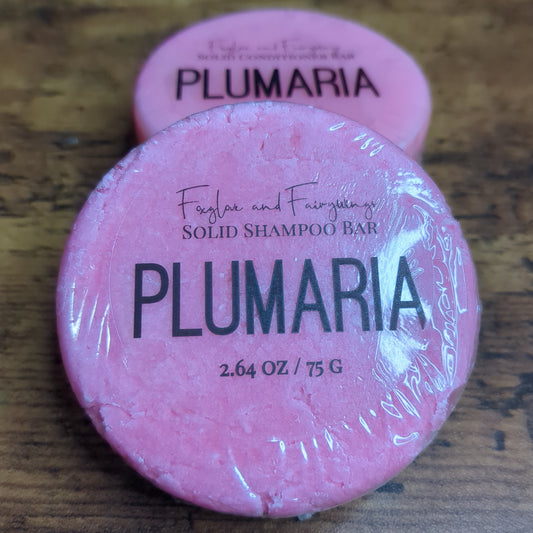 Foxglove and Fairywings
SOLID CONDITIONER BAR
PLUMARIA
Foxglove and Fairywings
SOLID SHAMPOO BAR
PLUMARIA
2.64 OZ / 75 G